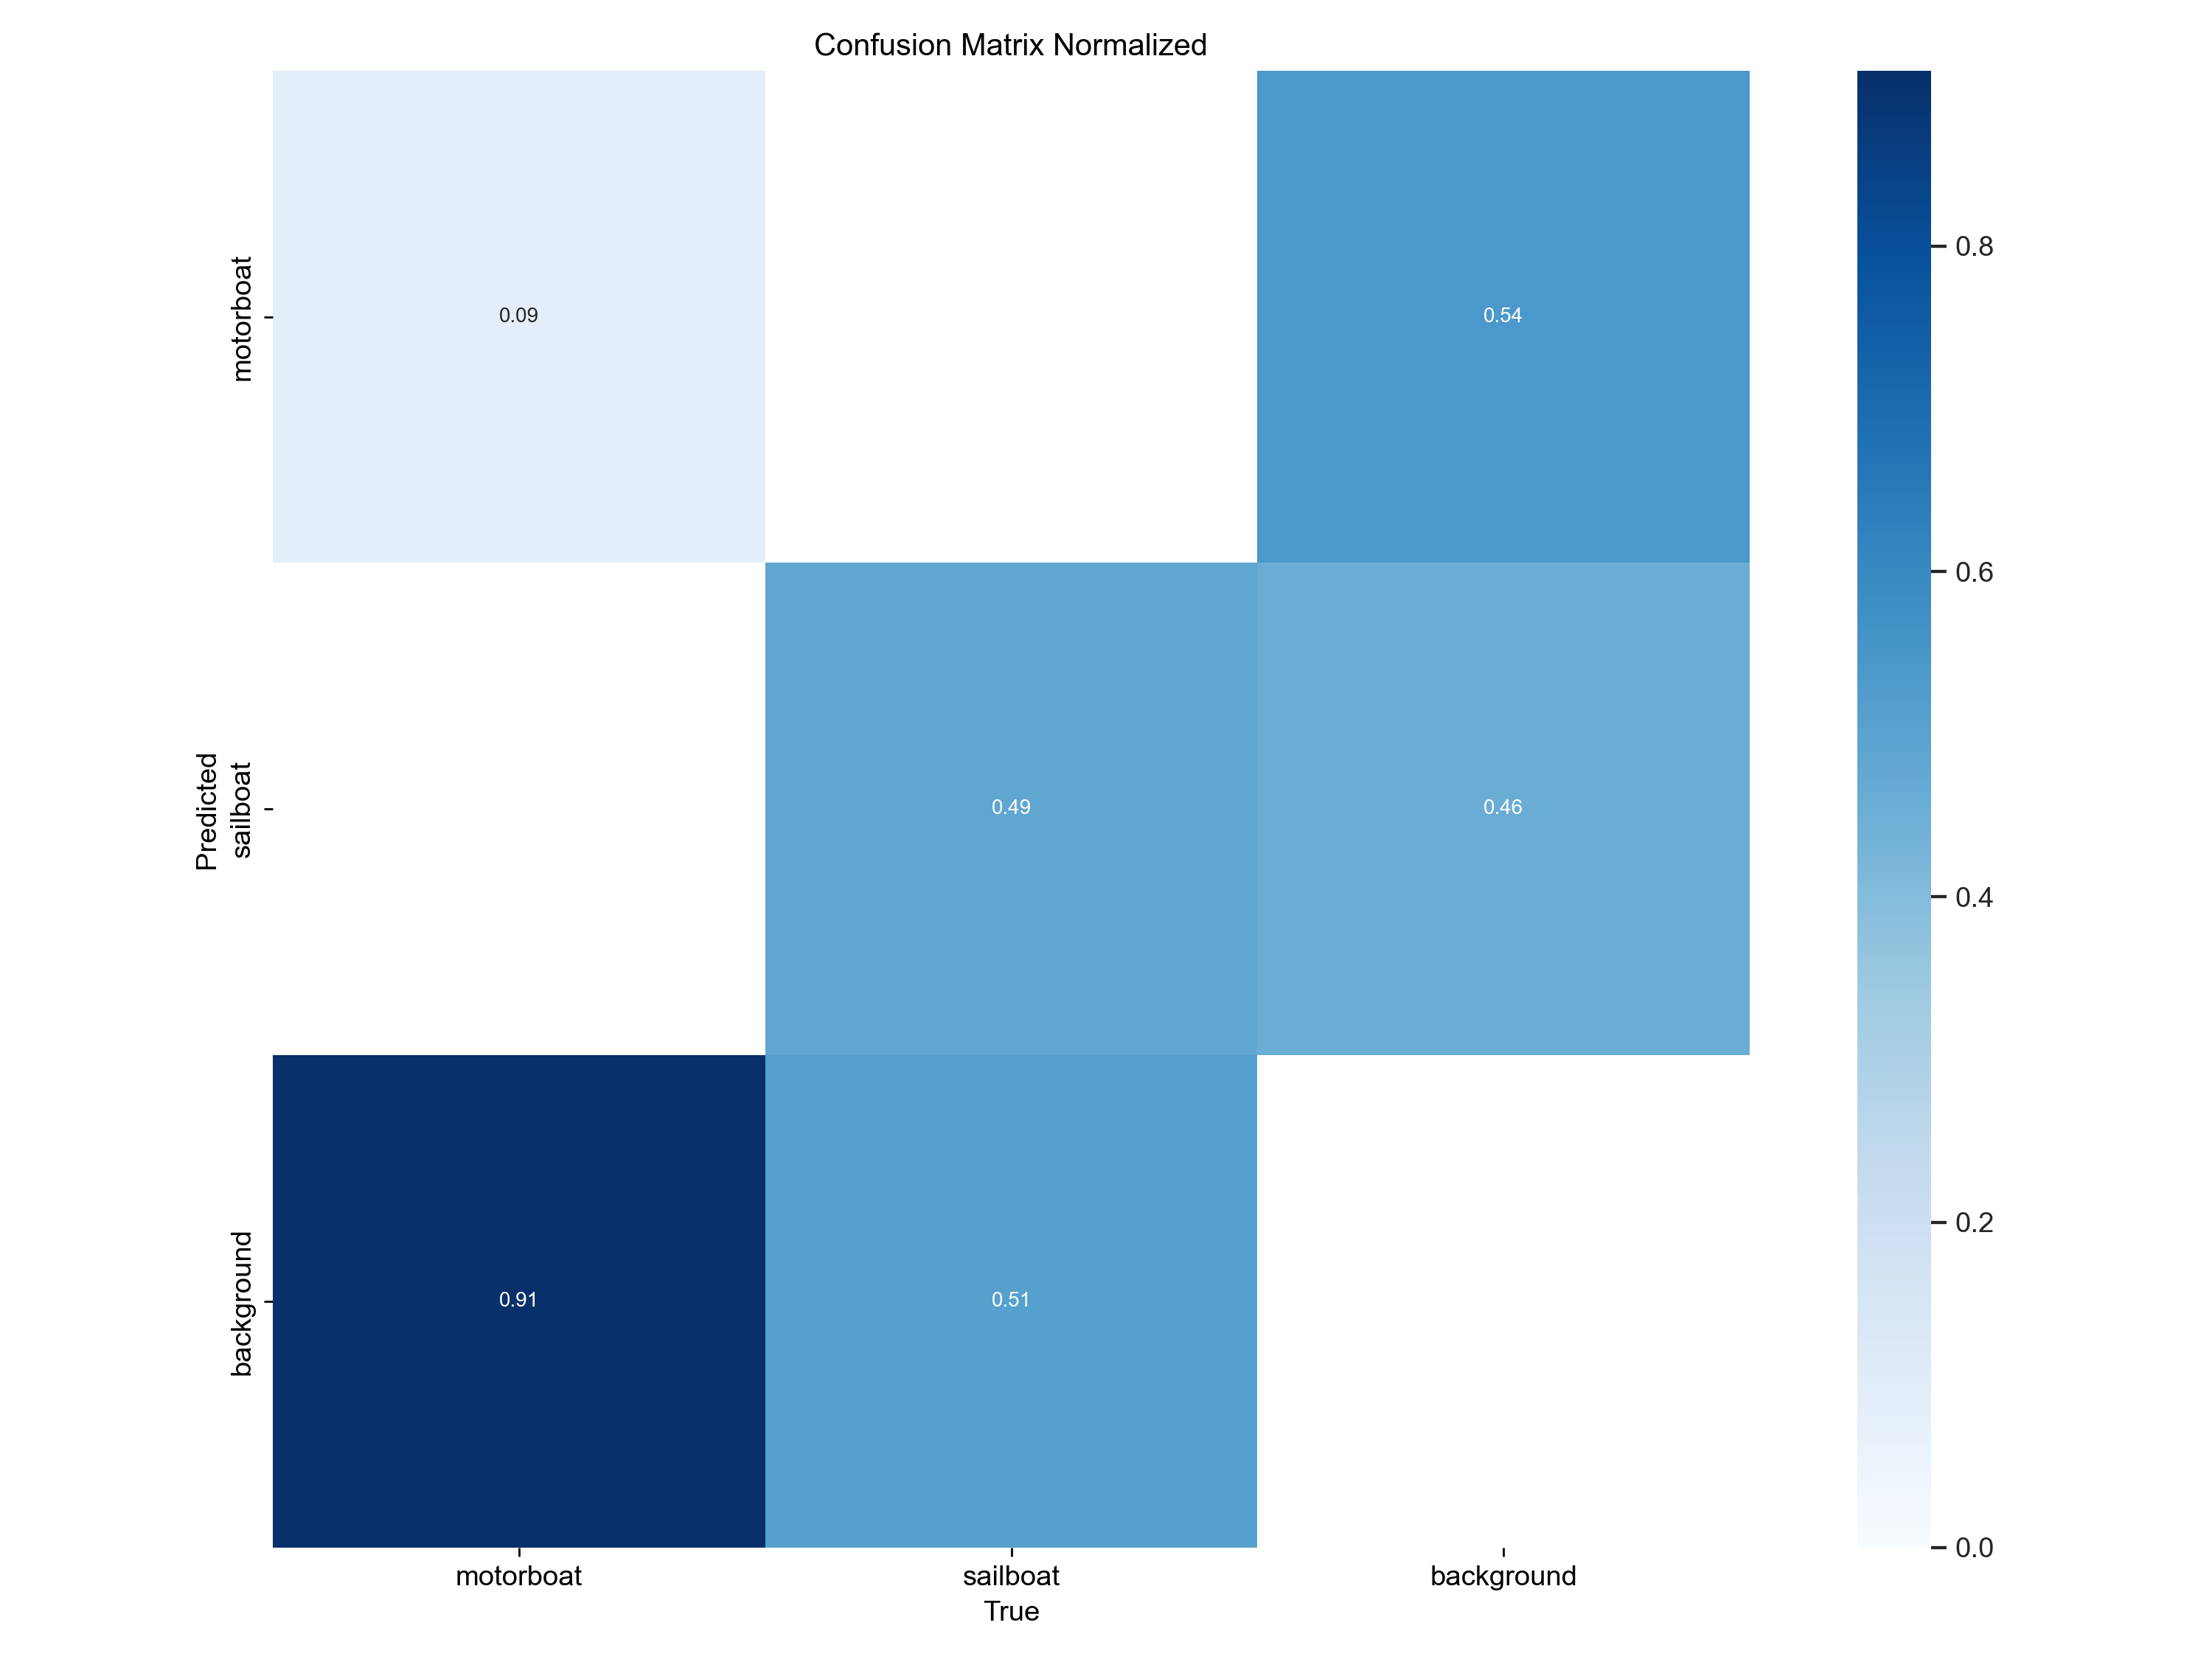 Confusion Matrix Normalized
motorboat
0.09
0.54
Predicted
sailboat
0.49
0.46
background
0.91
0.51
motorboat
sailboat
background
True
0.8
0.6
0.4
0.2
0.0